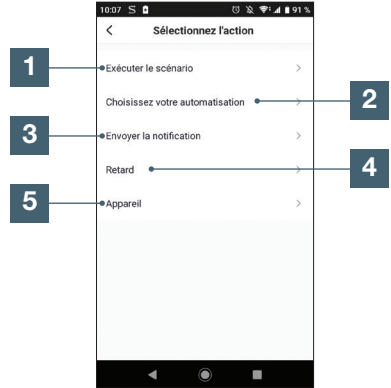 10:07 S 91 %
Sélectionnez l'action
1
Exécuter le scénario
Choisissez votre automatisation
2
3
Envoyer la notification
Retard
4
5
Appareil